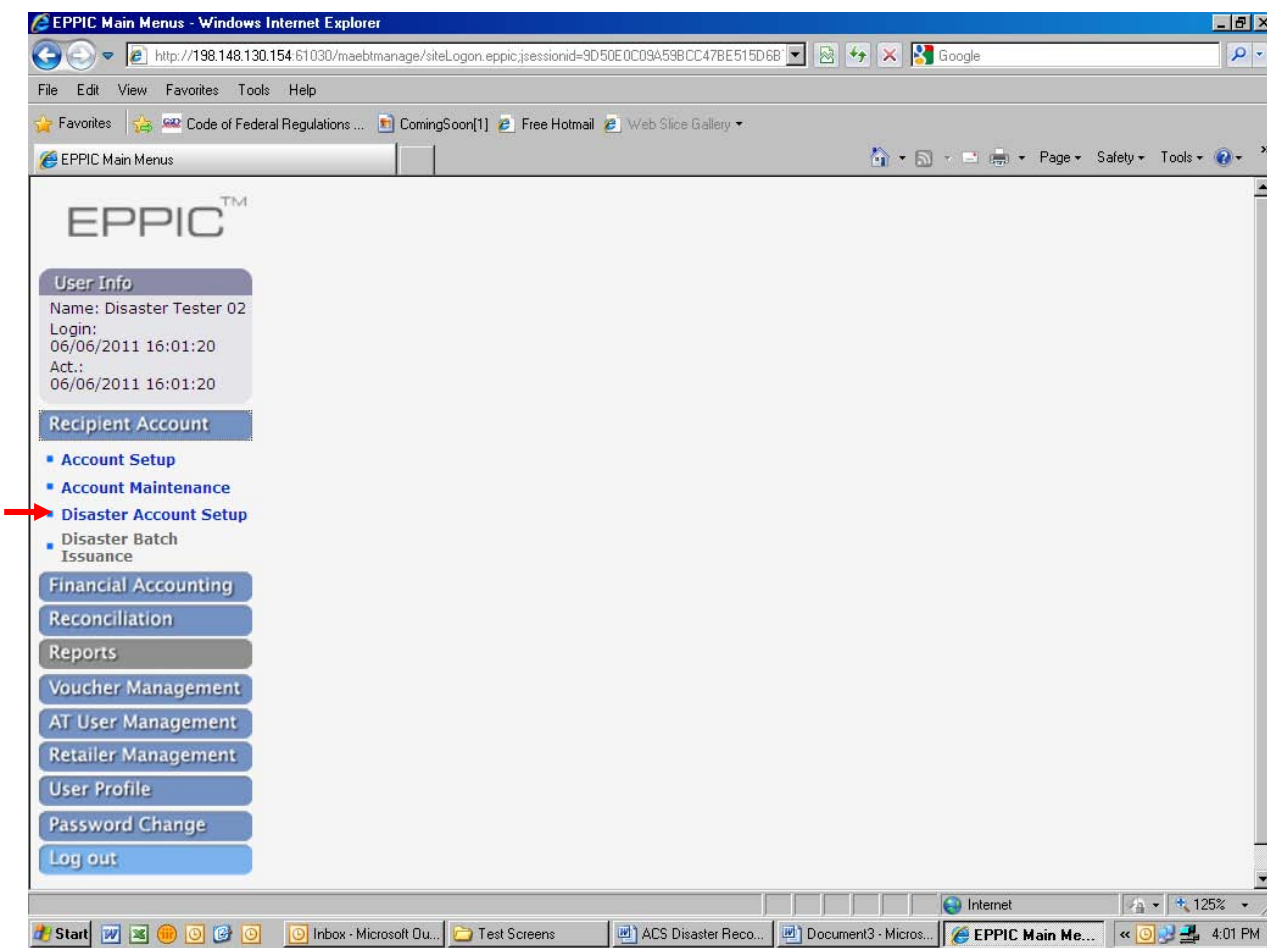 EPPIC Main Menus - Windows Internet Explorer
http://198.148.130.154:61030/maebtmanage/siteLogon.eppic;jsessionid=9D50E0C09A59BCC47BE515D6B
Google
File Edit View Favorites Tools Help
Favorites Code of Federal Regulations ... ComingSoon[1] Free Hotmail Web Slice Gallery
EPPIC Main Menus
Page Safety Tools
EPPIC™
User Info
Name: Disaster Tester 02
Login:
06/06/2011 16:01:20
Act.:
06/06/2011 16:01:20
Recipient Account
Account Setup
Account Maintenance
Disaster Account Setup
Disaster Batch
Issuance
Financial Accounting
Reconciliation
Reports
Voucher Management
AT User Management
Retailer Management
User Profile
Password Change
Log out
Internet 125%
Start Inbox - Microsoft Ou... Test Screens ACS Disaster Reco... Document3 - Micros... EPPIC Main Me... « 4:01 PM